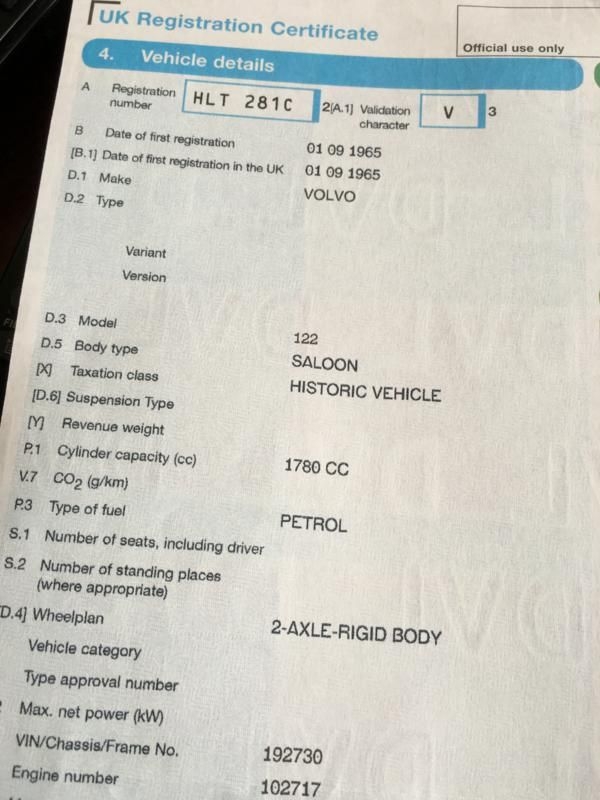 UK Registration Certificate
Official use only
4. Vehicle details
A Registration number HLT 281C 2[A.1] Validation character V 3
B Date of first registration 01 09 1965
[B.1] Date of first registration in the UK 01 09 1965
D.1 Make VOLVO
D.2 Type
Variant
Version
D.3 Model 122
D.5 Body type SALOON
[X] Taxation class HISTORIC VEHICLE
[D.6] Suspension Type
[Y] Revenue weight
P.1 Cylinder capacity (cc) 1780 CC
V.7 CO2 (g/km)
P.3 Type of fuel PETROL
S.1 Number of seats, including driver
S.2 Number of standing places
(where appropriate)
D.4] Wheelplan 2-AXLE-RIGID BODY
Vehicle category
Type approval number
Max. net power (kW)
VIN/Chassis/Frame No. 192730
Engine number 102717